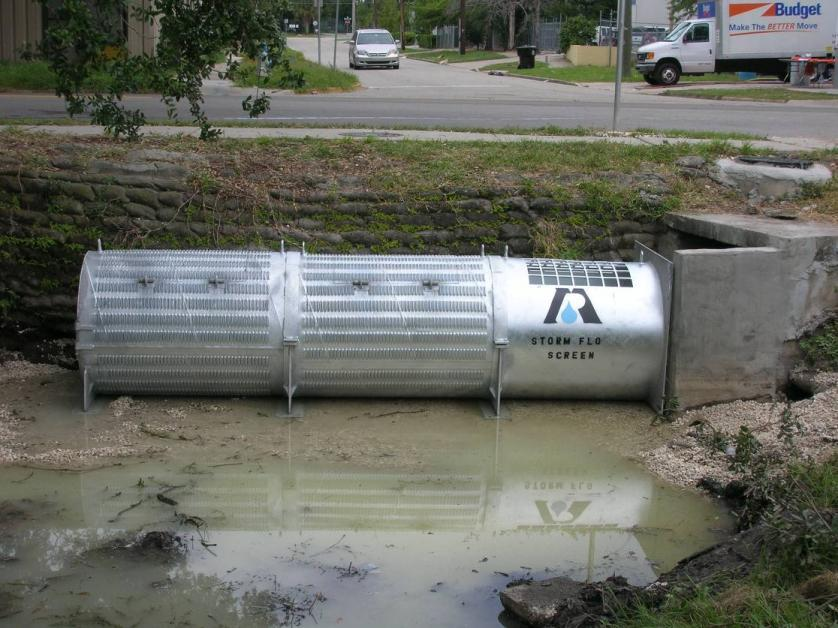 Budget
Make The BETTER Move
STORM FLO
SCREEN